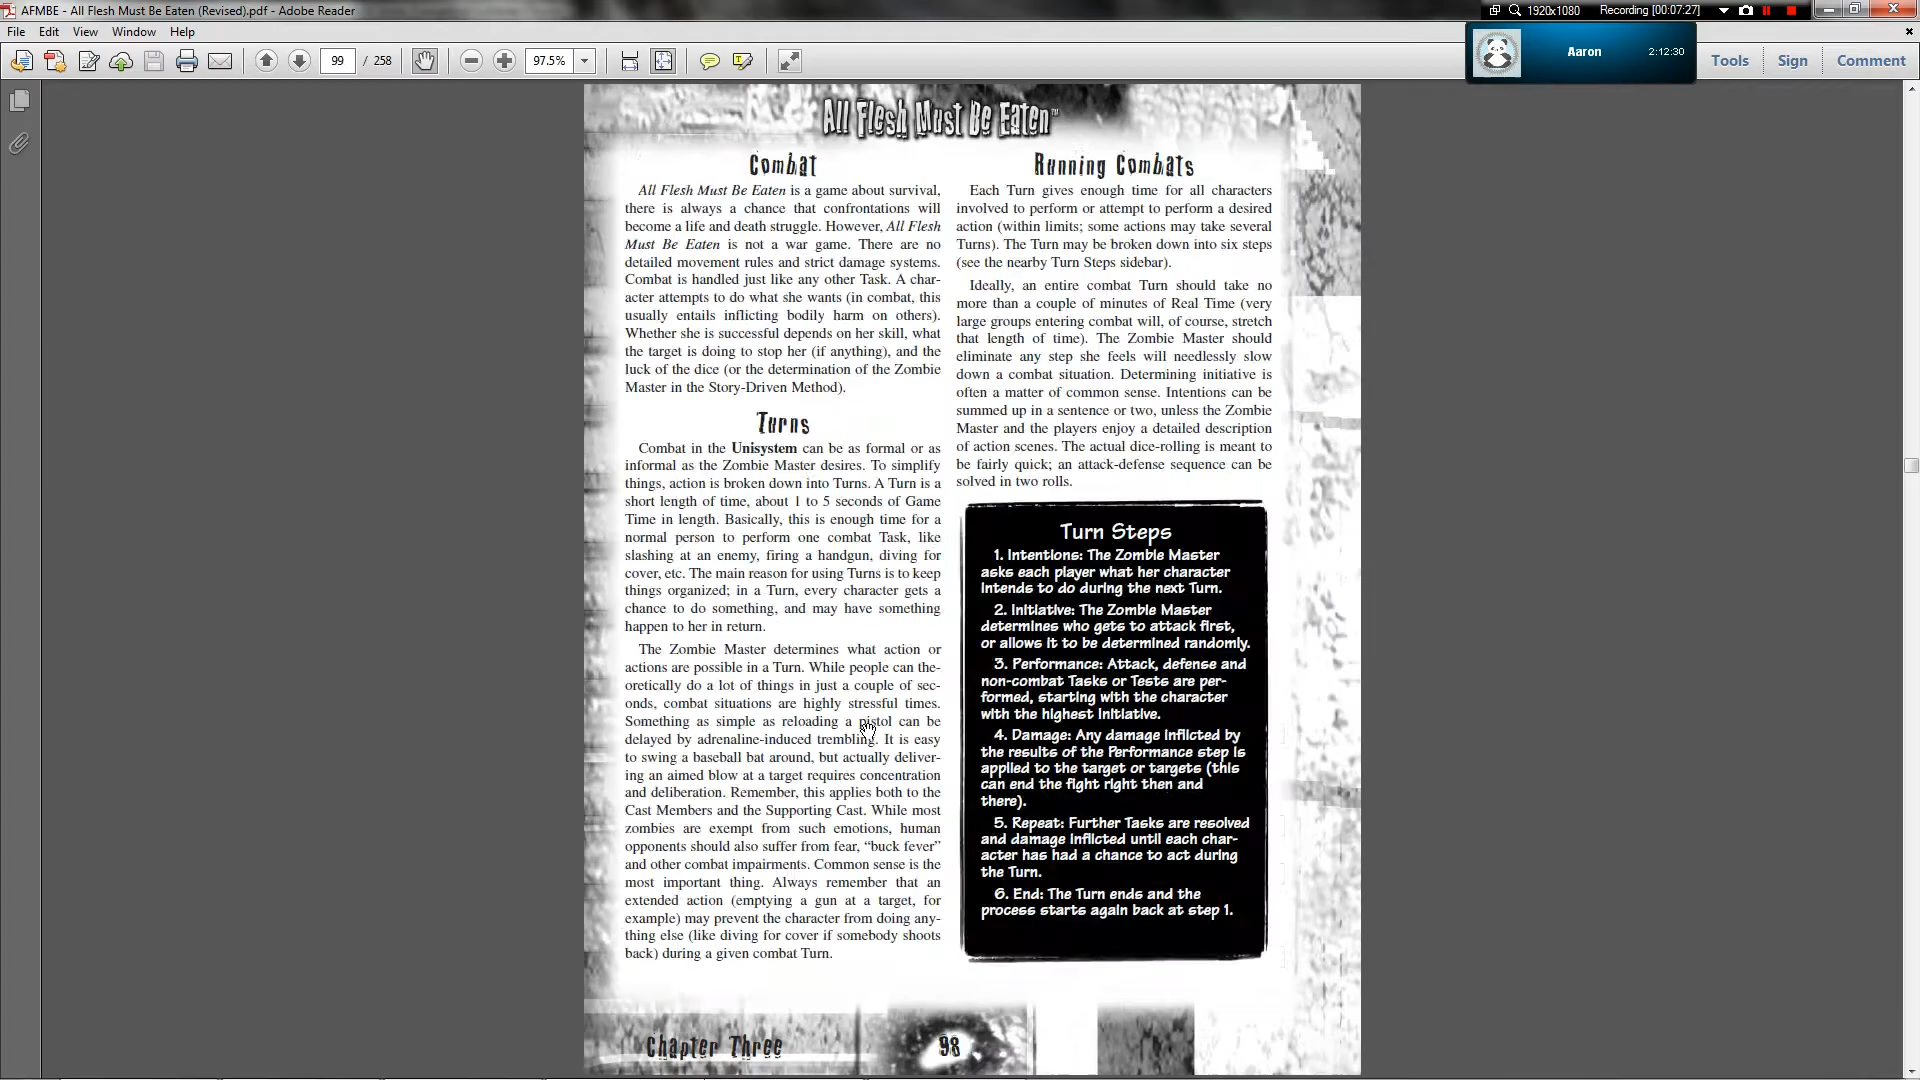 AFMBE - All Flesh Must Be Eaten (Revised).pdf - Adobe Reader
1920x1080
Recording [00:07:27]
File Edit View Window Help
99 / 258
97.5%
Aaron
2:12:30
Tools Sign Comment
All Flesh Must Be Eaten™
Combat
All Flesh Must Be Eaten is a game about survival,
there is always a chance that confrontations will
become a life and death struggle. However, All Flesh
Must Be Eaten is not a war game. There are no
detailed movement rules and strict damage systems.
Combat is handled just like any other Task. A char-
acter attempts to do what she wants (in combat, this
usually entails inflicting bodily harm on others).
Whether she is successful depends on her skill, what
the target is doing to stop her (if anything), and the
luck of the dice (or the determination of the Zombie
Master in the Story-Driven Method).
Turns
Combat in the Unisystem can be as formal or as
informal as the Zombie Master desires. To simplify
things, action is broken down into Turns. A Turn is a
short length of time, about 1 to 5 seconds of Game
Time in length. Basically, this is enough time for a
normal person to perform one combat Task, like
slashing at an enemy, firing a handgun, diving for
cover, etc. The main reason for using Turns is to keep
things organized; in a Turn, every character gets a
chance to do something, and may have something
happen to her in return.
The Zombie Master determines what action or
actions are possible in a Turn. While people can the-
oretically do a lot of things in just a couple of sec-
onds, combat situations are highly stressful times.
Something as simple as reloading a pistol can be
delayed by adrenaline-induced trembling. It is easy
to swing a baseball bat around, but actually deliver-
ing an aimed blow at a target requires concentration
and deliberation. Remember, this applies both to the
Cast Members and the Supporting Cast. While most
zombies are exempt from such emotions, human
opponents should also suffer from fear, “buck fever”
and other combat impairments. Common sense is the
most important thing. Always remember that an
extended action (emptying a gun at a target, for
example) may prevent the character from doing any-
thing else (like diving for cover if somebody shoots
back) during a given combat Turn.
Running Combats
Each Turn gives enough time for all characters
involved to perform or attempt to perform a desired
action (within limits; some actions may take several
Turns). The Turn may be broken down into six steps
(see the nearby Turn Steps sidebar).
Ideally, an entire combat Turn should take no
more than a couple of minutes of Real Time (very
large groups entering combat will, of course, stretch
that length of time). The Zombie Master should
eliminate any step she feels will needlessly slow
down a combat situation. Determining initiative is
often a matter of common sense. Intentions can be
summed up in a sentence or two, unless the Zombie
Master and the players enjoy a detailed description
of action scenes. The actual dice-rolling is meant to
be fairly quick; an attack-defense sequence can be
solved in two rolls.
Turn Steps
1. Intentions: The Zombie Master
asks each player what her character
intends to do during the next Turn.
2. Initiative: The Zombie Master
determines who gets to attack first,
or allows it to be determined randomly.
3. Performance: Attack, defense and
non-combat Tasks or Tests are per-
formed, starting with the character
with the highest initiative.
4. Damage: Any damage inflicted by
the results of the Performance step is
applied to the target or targets (this
can end the fight right then and
there).
5. Repeat: Further Tasks are resolved
and damage inflicted until each char-
acter has had a chance to act during
the Turn.
6. End: The Turn ends and the
process starts again back at step 1.
Chapter Three
98